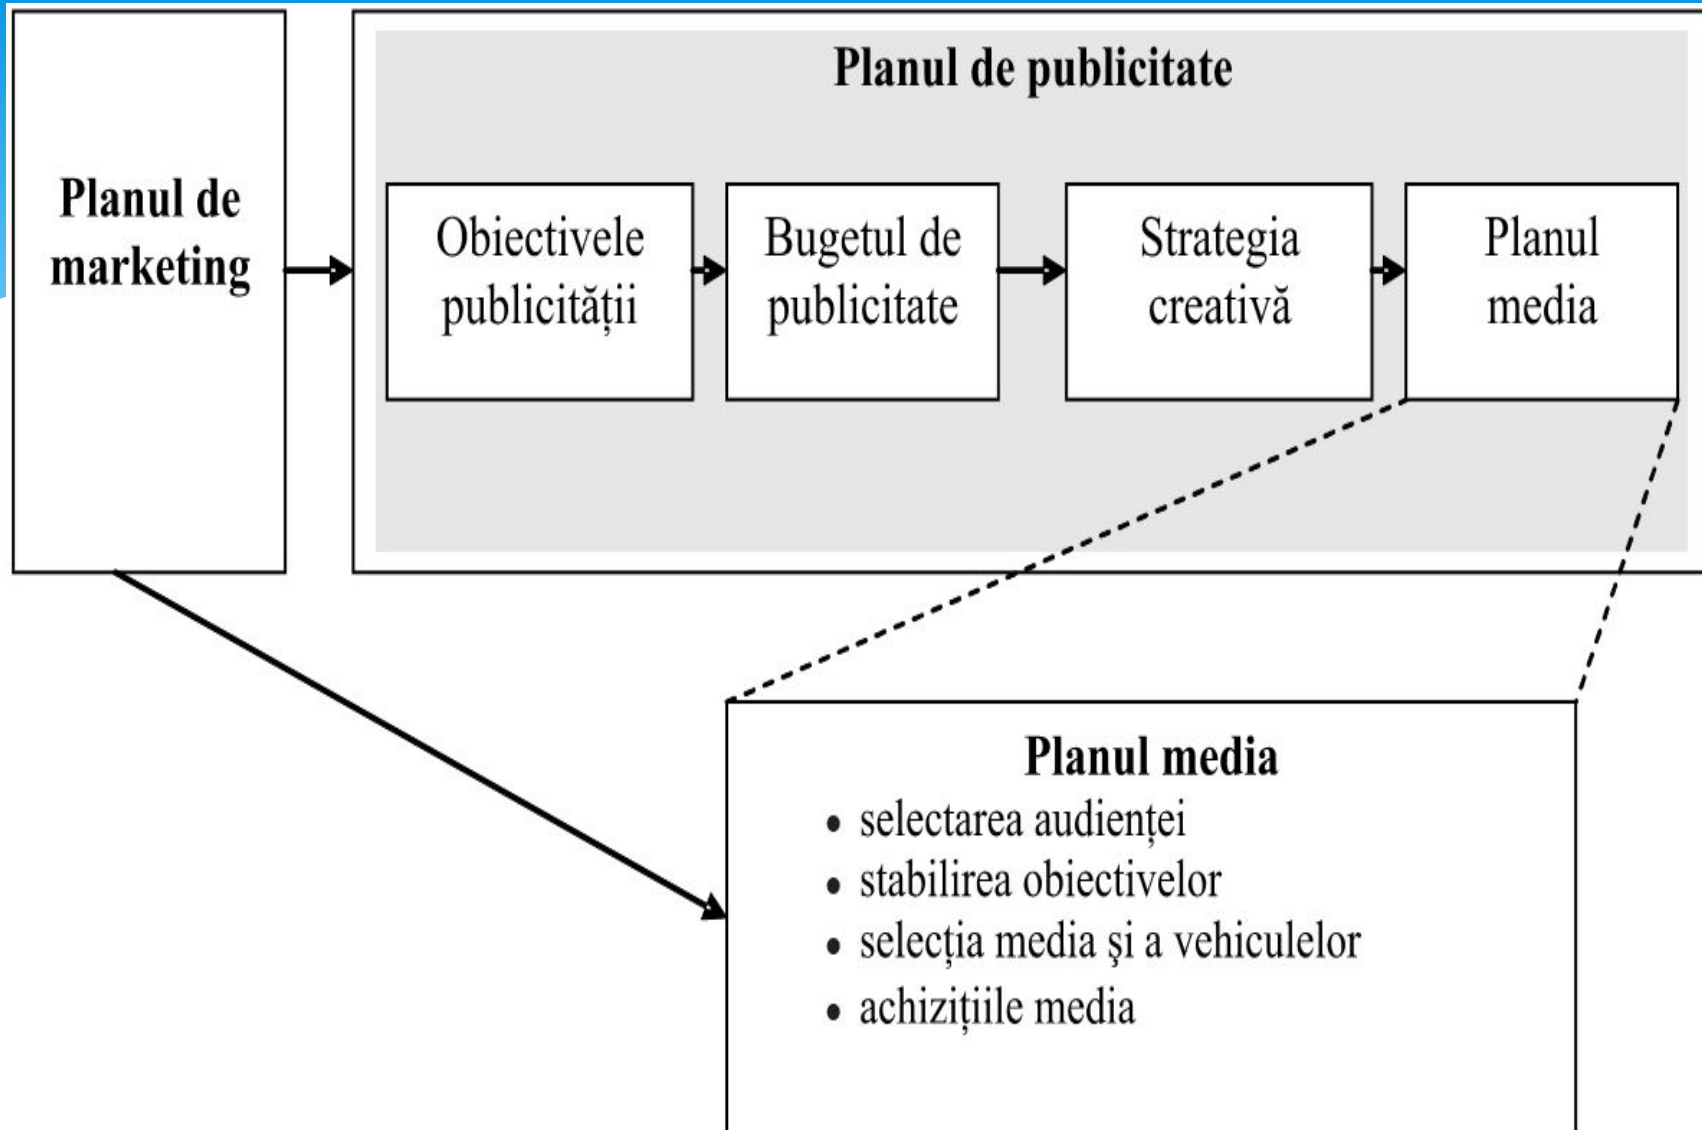 Planul de publicitate
Planul de
marketing
Obiectivele
publicității
Bugetul de
publicitate
Strategia
creativă
Planul
media
Planul media
• selectarea audienței
• stabilirea obiectivelor
• selecția media şi a vehiculelor
• achizițiile media